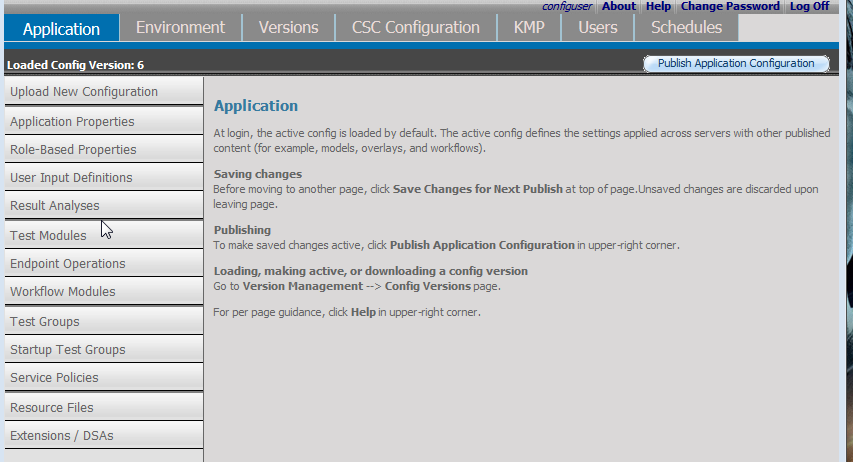 configuser About Help Change Password Log Off
Application Environment Versions CSC Configuration KMP Users Schedules
Loaded Config Version: 6
Publish Application Configuration
Upload New Configuration
Application Properties
Role-Based Properties
User Input Definitions
Result Analyses
Test Modules
Endpoint Operations
Workflow Modules
Test Groups
Startup Test Groups
Service Policies
Resource Files
Extensions / DSAs
Application
At login, the active config is loaded by default. The active config defines the settings applied across servers with other published
content (for example, models, overlays, and workflows).
Saving changes
Before moving to another page, click Save Changes for Next Publish at top of page.Unsaved changes are discarded upon
leaving page.
Publishing
To make saved changes active, click Publish Application Configuration in upper-right corner.
Loading, making active, or downloading a config version
Go to Version Management --> Config Versions page.
For per page guidance, click Help in upper-right corner.